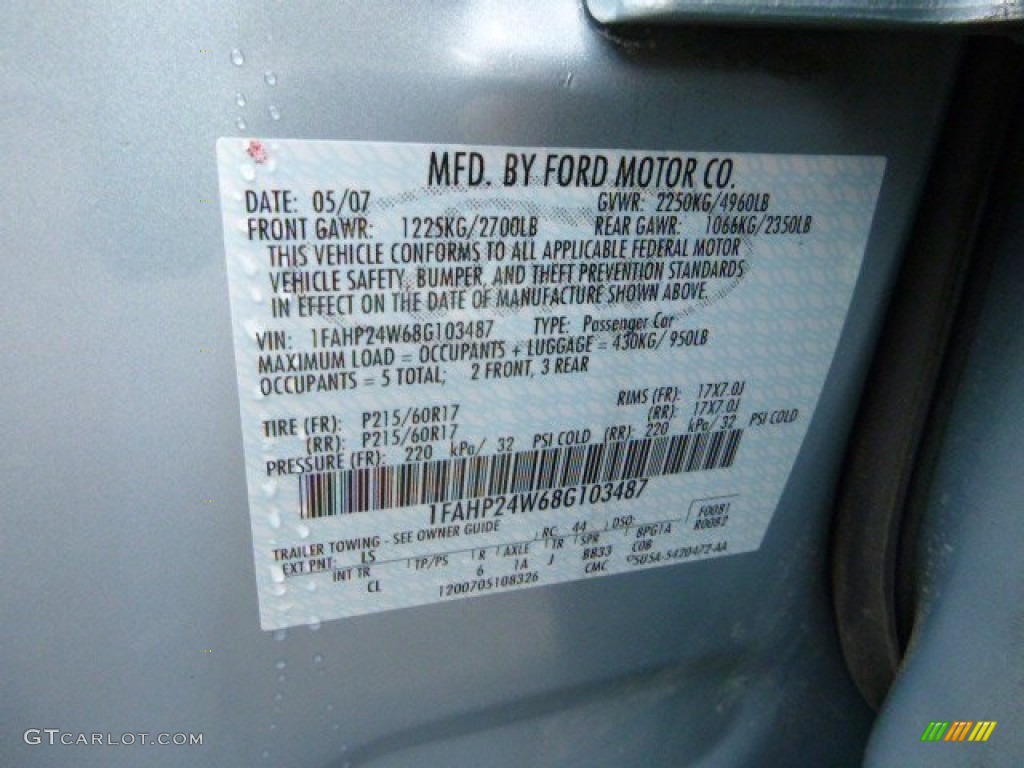 MFD. BY FORD MOTOR CO.
DATE: 05/07 GVWR: 2250KG/4960LB
FRONT GAWR: 1225KG/2700LB REAR GAWR: 1066KG/2350LB
THIS VEHICLE CONFORMS TO ALL APPLICABLE FEDERAL MOTOR
VEHICLE SAFETY, BUMPER, AND THEFT PREVENTION STANDARDS
IN EFFECT ON THE DATE OF MANUFACTURE SHOWN ABOVE
VIN: 1FAHP24W68G103487 TYPE: Passenger Car
MAXIMUM LOAD = OCCUPANTS + LUGGAGE = 430KG/ 950LB
OCCUPANTS = 5 TOTAL; 2 FRONT, 3 REAR
TIRE (FR): P215/60R17 RIMS (FR): 17X7.0J
(RR): P215/60R17 (RR): 17X7.0J
PRESSURE (FR): 220 kPa/ 32 PSI COLD (RR): 220 kPa/ 32 PSI COLD
1FAHP24W68G103487
TRAILER TOWING - SEE OWNER GUIDE
RC: 44 DSO: F0081
EXT PNT: LS R0082
INT TR TP/PS R AXLE TR SPR BPG1A
CL 6 1A J BB33 COB
1200705108326 CMC 5U5A-5420472-AA
GTCARLOT.COM